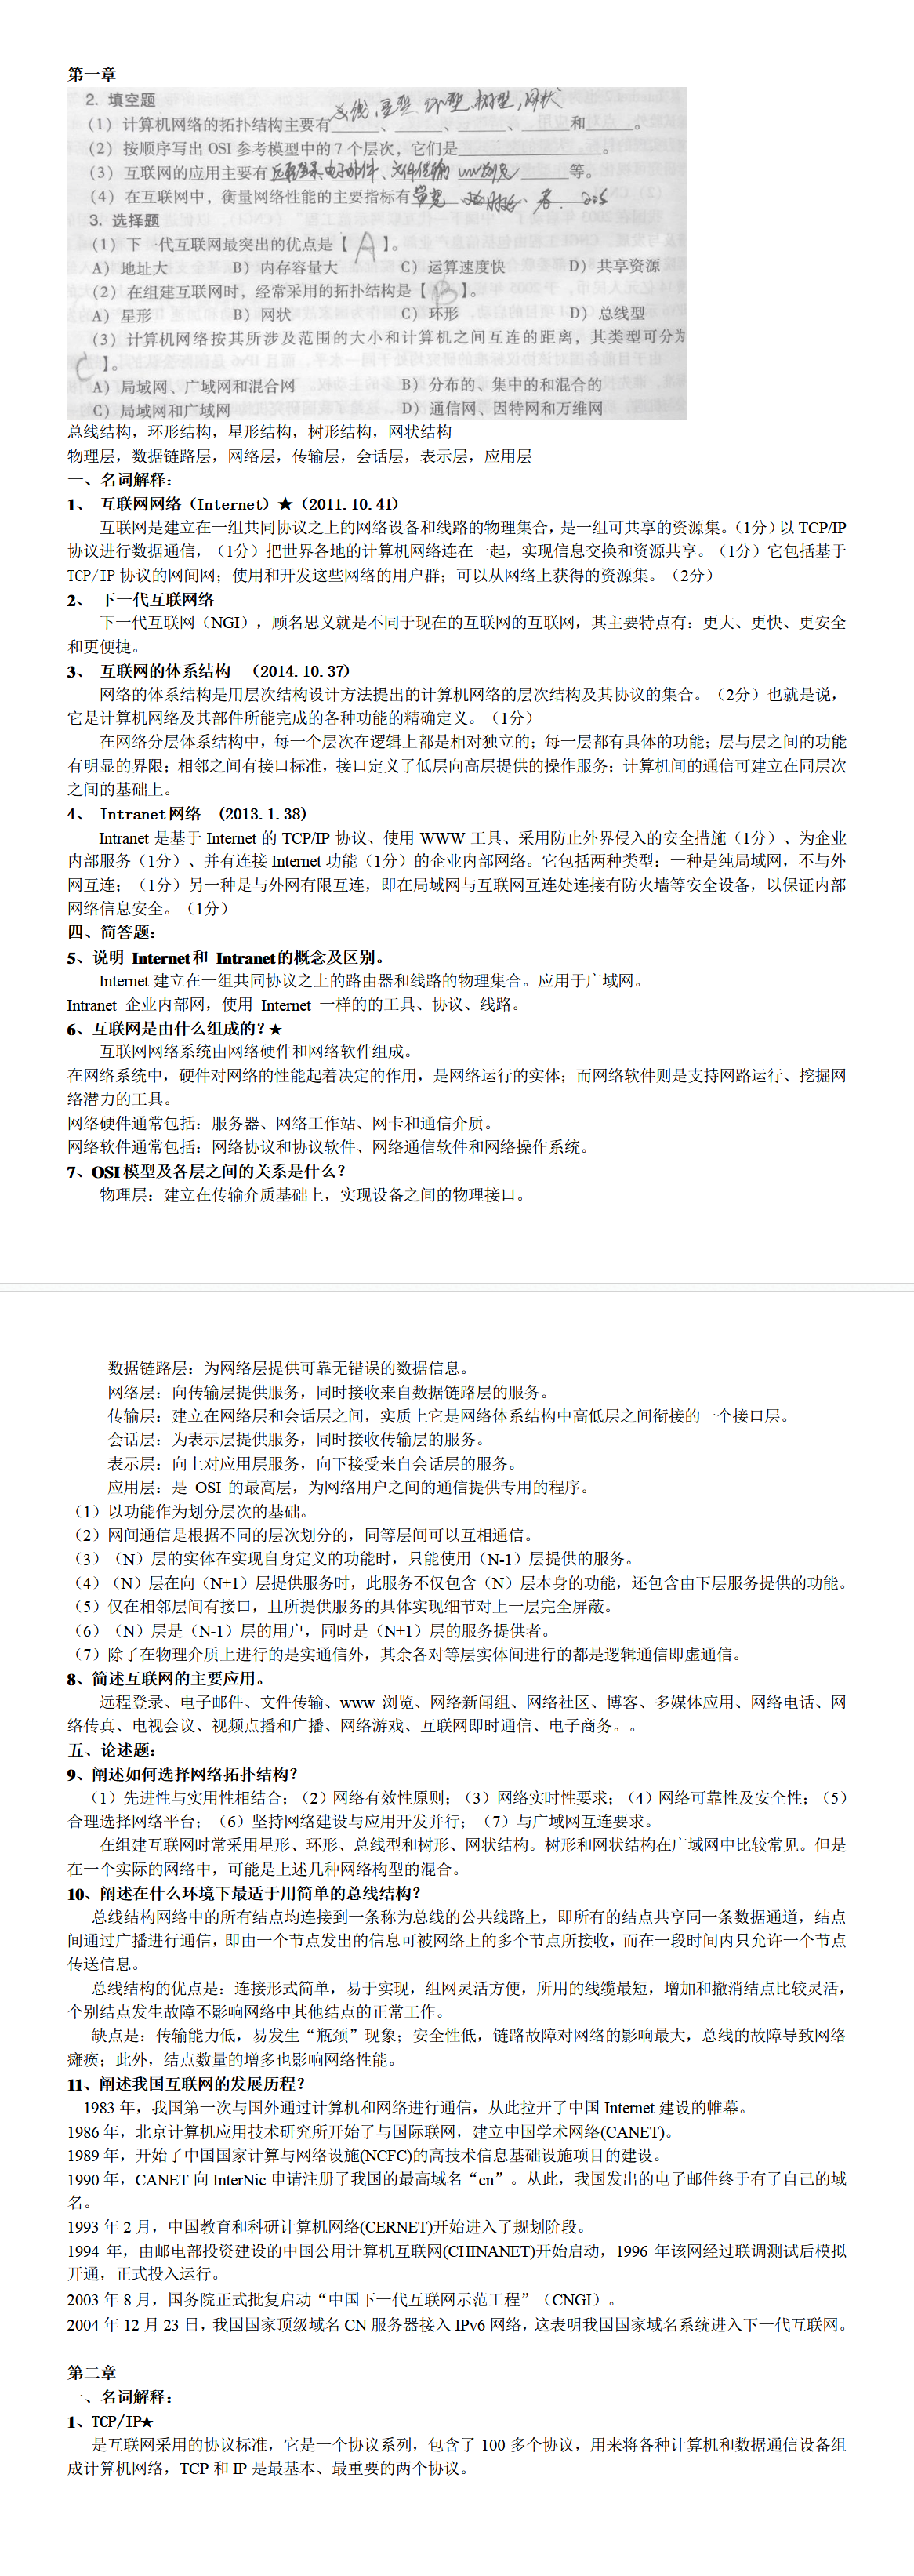 第一章
2. 填空题
总线,星型,环型,树型,网状
(1) 计算机网络的拓扑结构主要有______、______、______、______和______。
(2) 按顺序写出 OSI 参考模型中的 7 个层次，它们是__________________。
(3) 互联网的应用主要有 远程登录、电子邮件、文件传输 www浏览 ______等。
(4) 在互联网中，衡量网络性能的主要指标有 带宽
3. 选择题
(1) 下一代互联网最突出的优点是【 A 】。
A) 地址大 B) 内存容量大 C) 运算速度快 D) 共享资源
(2) 在组建互联网时，经常采用的拓扑结构是【 B 】。
A) 星形 B) 网状 C) 环形 D) 总线型
(3) 计算机网络按其所涉及范围的大小和计算机之间互连的距离，其类型可分为
C 】。
A) 局域网、广域网和混合网 B) 分布的、集中的和混合的
C) 局域网和广域网 D) 通信网、因特网和万维网
总线结构，环形结构，星形结构，树形结构，网状结构
物理层，数据链路层，网络层，传输层，会话层，表示层，应用层
一、名词解释：
1、 互联网网络（Internet）★（2011.10.41）
互联网是建立在一组共同协议之上的网络设备和线路的物理集合，是一组可共享的资源集。（1分）以 TCP/IP
协议进行数据通信，（1分）把世界各地的计算机网络连在一起，实现信息交换和资源共享。（1分）它包括基于
TCP/IP 协议的网间网；使用和开发这些网络的用户群；可以从网络上获得的资源集。（2分）
2、 下一代互联网络
下一代互联网（NGI），顾名思义就是不同于现在的互联网的互联网，其主要特点有：更大、更快、更安全
和更便捷。
3、 互联网的体系结构 （2014.10.37）
网络的体系结构是用层次结构设计方法提出的计算机网络的层次结构及其协议的集合。（2分）也就是说，
它是计算机网络及其部件所能完成的各种功能的精确定义。（1分）
在网络分层体系结构中，每一个层次在逻辑上都是相对独立的；每一层都有具体的功能；层与层之间的功能
有明显的界限；相邻之间有接口标准，接口定义了低层向高层提供的操作服务；计算机间的通信可建立在同层次
之间的基础上。
4、 Intranet网络 （2013.1.38）
Intranet 是基于 Internet 的 TCP/IP 协议、使用 WWW 工具、采用防止外界侵入的安全措施（1分）、为企业
内部服务（1分）、并有连接 Internet 功能（1分）的企业内部网络。它包括两种类型：一种是纯局域网，不与外
网互连；（1分）另一种是与外网有限互连，即在局域网与互联网互连处连接有防火墙等安全设备，以保证内部
网络信息安全。（1分）
四、简答题：
5、说明 Internet和 Intranet的概念及区别。
Internet 建立在一组共同协议之上的路由器和线路的物理集合。应用于广域网。
Intranet 企业内部网，使用 Internet 一样的的工具、协议、线路。
6、互联网是由什么组成的？★
互联网网络系统由网络硬件和网络软件组成。
在网络系统中，硬件对网络的性能起着决定的作用，是网络运行的实体；而网络软件则是支持网路运行、挖掘网
络潜力的工具。
网络硬件通常包括：服务器、网络工作站、网卡和通信介质。
网络软件通常包括：网络协议和协议软件、网络通信软件和网络操作系统。
7、OSI模型及各层之间的关系是什么？
物理层：建立在传输介质基础上，实现设备之间的物理接口。
数据链路层：为网络层提供可靠无错误的数据信息。
网络层：向传输层提供服务，同时接收来自数据链路层的服务。
传输层：建立在网络层和会话层之间，实质上它是网络体系结构中高低层之间衔接的一个接口层。
会话层：为表示层提供服务，同时接收传输层的服务。
表示层：向上对应用层服务，向下接受来自会话层的服务。
应用层：是 OSI 的最高层，为网络用户之间的通信提供专用的程序。
（1）以功能作为划分层次的基础。
（2）网间通信是根据不同的层次划分的，同等层间可以互相通信。
（3）（N）层的实体在实现自身定义的功能时，只能使用（N-1）层提供的服务。
（4）（N）层在向（N+1）层提供服务时，此服务不仅包含（N）层本身的功能，还包含由下层服务提供的功能。
（5）仅在相邻层间有接口，且所提供服务的具体实现细节对上一层完全屏蔽。
（6）（N）层是（N-1）层的用户，同时是（N+1）层的服务提供者。
（7）除了在物理介质上进行的是实通信外，其余各对等层实体间进行的都是逻辑通信即虚通信。
8、简述互联网的主要应用。
远程登录、电子邮件、文件传输、www 浏览、网络新闻组、网络社区、博客、多媒体应用、网络电话、网
络传真、电视会议、视频点播和广播、网络游戏、互联网即时通信、电子商务。。
五、论述题：
9、阐述如何选择网络拓扑结构？
（1）先进性与实用性相结合；（2）网络有效性原则；（3）网络实时性要求；（4）网络可靠性及安全性；（5）
合理选择网络平台；（6）坚持网络建设与应用开发并行；（7）与广域网互连要求。
在组建互联网时常采用星形、环形、总线型和树形、网状结构。树形和网状结构在广域网中比较常见。但是
在一个实际的网络中，可能是上述几种网络构型的混合。
10、阐述在什么环境下最适于用简单的总线结构？
总线结构网络中的所有结点均连接到一条称为总线的公共线路上，即所有的结点共享同一条数据通道，结点
间通过广播进行通信，即由一个节点发出的信息可被网络上的多个节点所接收，而在一段时间内只允许一个节点
传送信息。
总线结构的优点是：连接形式简单，易于实现，组网灵活方便，所用的线缆最短，增加和撤消结点比较灵活，
个别结点发生故障不影响网络中其他结点的正常工作。
缺点是：传输能力低，易发生“瓶颈”现象；安全性低，链路故障对网络的影响最大，总线的故障导致网络
瘫痪；此外，结点数量的增多也影响网络性能。
11、阐述我国互联网的发展历程？
1983 年，我国第一次与国外通过计算机和网络进行通信，从此拉开了中国 Internet 建设的帷幕。
1986 年，北京计算机应用技术研究所开始了与国际联网，建立中国学术网络(CANET)。
1989 年，开始了中国国家计算与网络设施(NCFC)的高技术信息基础设施项目的建设。
1990 年，CANET 向 InterNic 申请注册了我国的最高域名“cn”。从此，我国发出的电子邮件终于有了自己的域
名。
1993 年 2 月，中国教育和科研计算机网络(CERNET)开始进入了规划阶段。
1994 年，由邮电部投资建设的中国公用计算机互联网(CHINANET)开始启动，1996 年该网经过联调测试后模拟
开通，正式投入运行。
2003 年 8 月，国务院正式批复启动“中国下一代互联网示范工程”（CNGI）。
2004 年 12 月 23 日，我国国家顶级域名 CN 服务器接入 IPv6 网络，这表明我国国家域名系统进入下一代互联网。
第二章
一、名词解释：
1、TCP/IP★
是互联网采用的协议标准，它是一个协议系列，包含了 100 多个协议，用来将各种计算机和数据通信设备组
成计算机网络，TCP 和 IP 是最基本、最重要的两个协议。